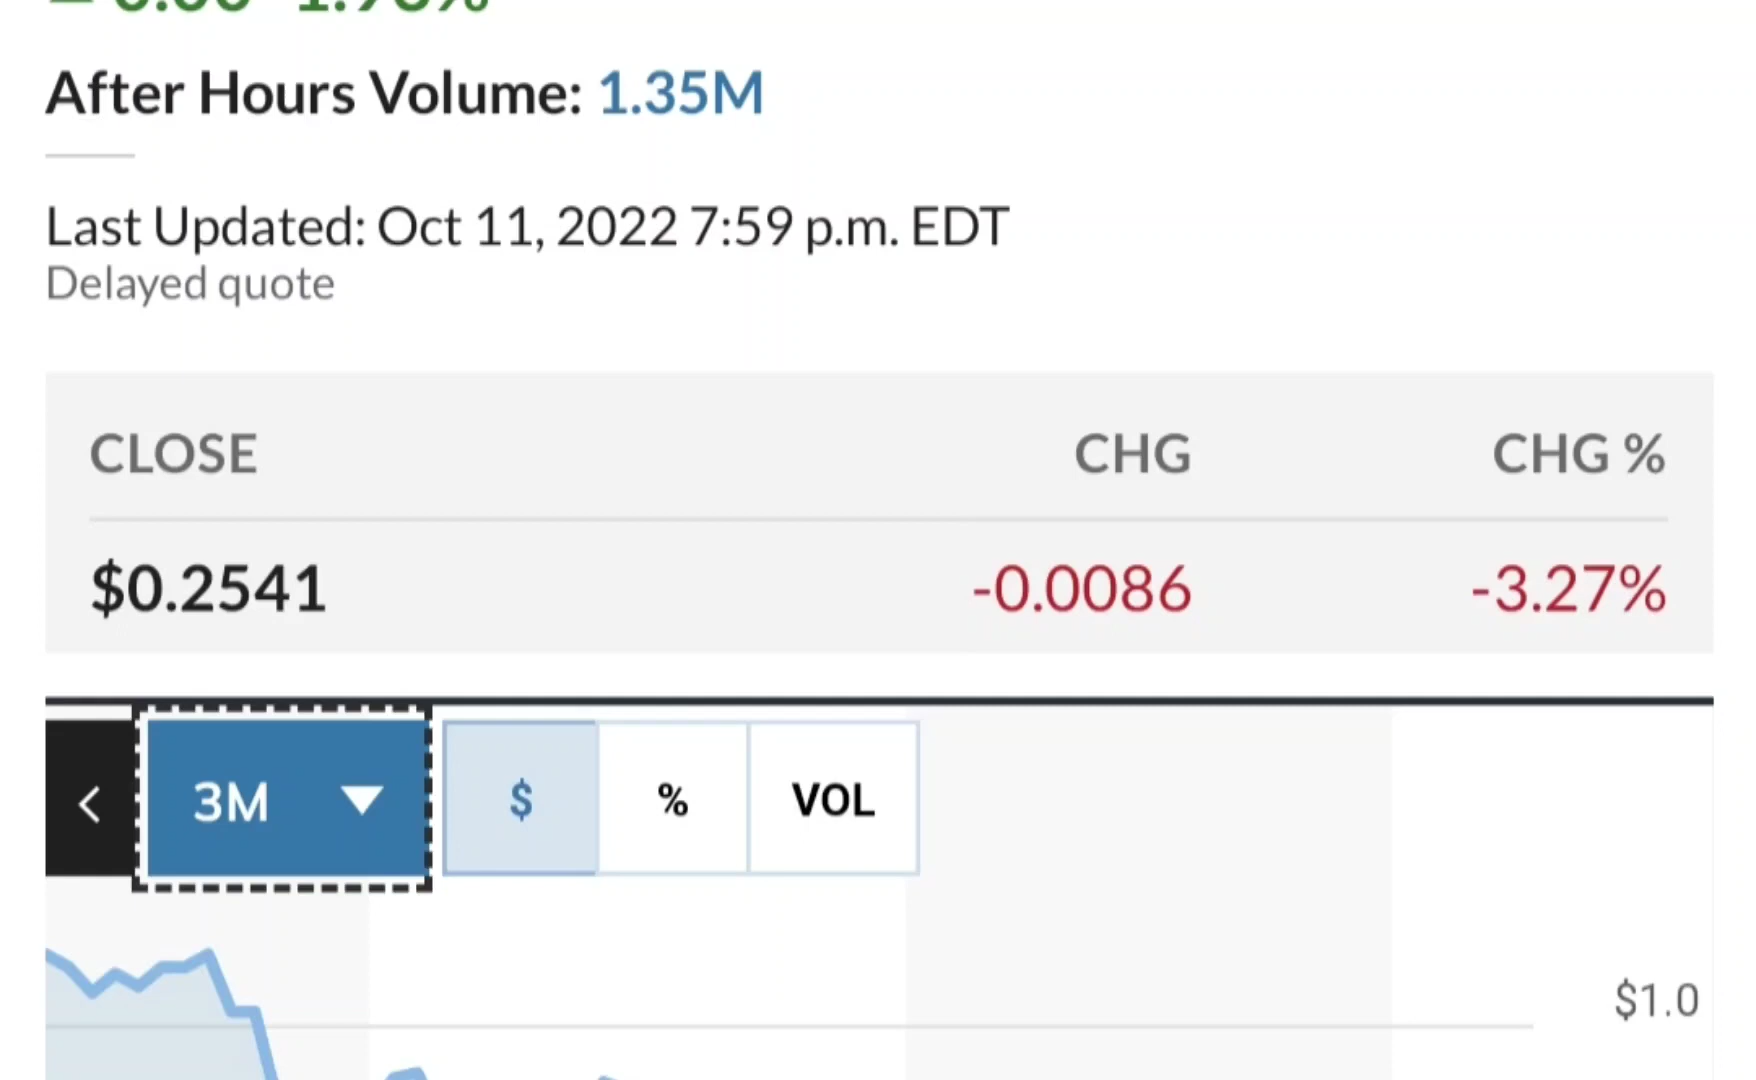 After Hours Volume: 1.35M
Last Updated: Oct 11, 2022 7:59 p.m. EDT
Delayed quote
CLOSE CHG CHG %
$0.2541 -0.0086 -3.27%
3M $ % VOL
$1.0